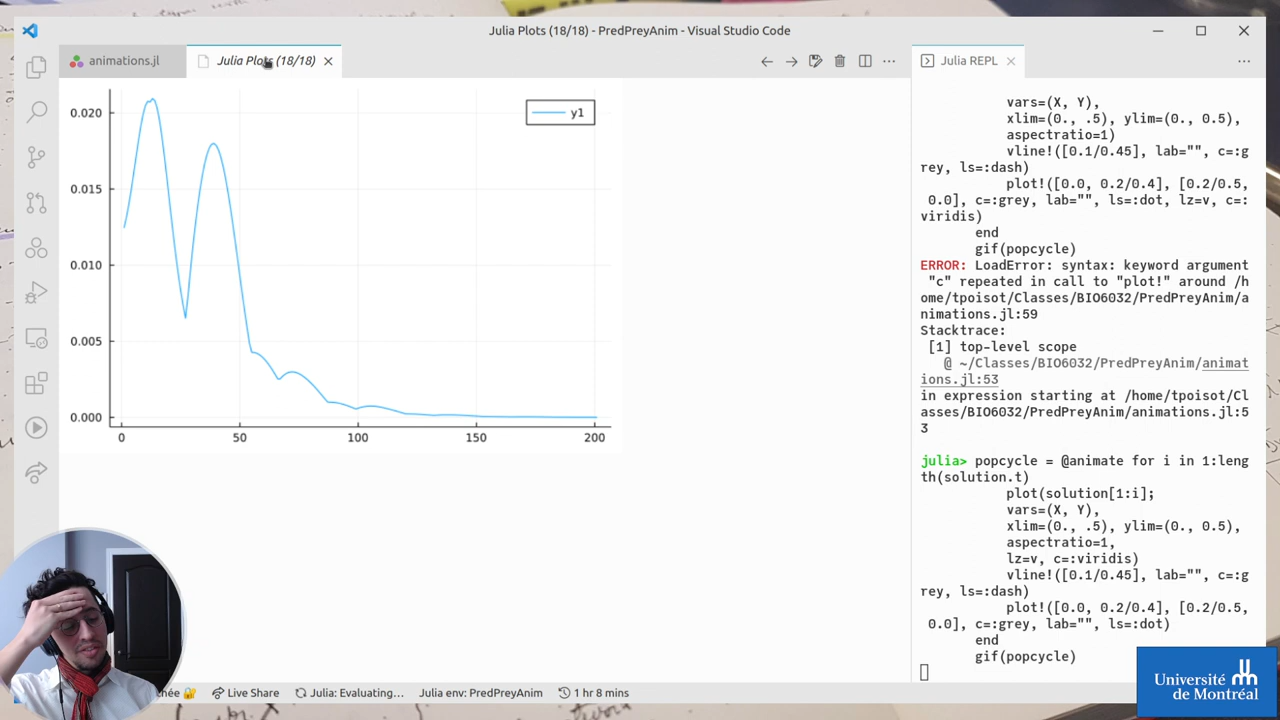 Julia Plots (18/18) - PredPreyAnim - Visual Studio Code
animations.jl
Julia Plots (18/18)
Julia REPL
0.020
0.015
0.010
0.005
0.000
0
50
100
150
200
y1
vars=(X, Y),
xlim=(0., .5), ylim=(0., 0.5),
aspectratio=1)
vline!([0.1/0.45], lab="", c=:g
rey, ls=:dash)
plot!([0.0, 0.2/0.4], [0.2/0.5,
0.0], c=:grey, lab="", ls=:dot, lz=v, c=:
viridis)
end
gif(popcycle)
ERROR: LoadError: syntax: keyword argument
"c" repeated in call to "plot!" around /h
ome/tpoisot/Classes/BIO6032/PredPreyAnim/a
nimations.jl:59
Stacktrace:
[1] top-level scope
@ ~/Classes/BIO6032/PredPreyAnim/animat
ions.jl:53
in expression starting at /home/tpoisot/Cl
asses/BIO6032/PredPreyAnim/animations.jl:5
3
julia> popcycle = @animate for i in 1:leng
th(solution.t)
plot(solution[1:i];
vars=(X, Y),
xlim=(0., .5), ylim=(0., 0.5),
aspectratio=1,
lz=v, c=:viridis)
vline!([0.1/0.45], lab="", c=:g
rey, ls=:dash)
plot!([0.0, 0.2/0.4], [0.2/0.5,
0.0], c=:grey, lab="", ls=:dot)
end
gif(popcycle)
Live Share
Julia: Evaluating...
Julia env: PredPreyAnim
1 hr 8 mins
Université
de Montréal